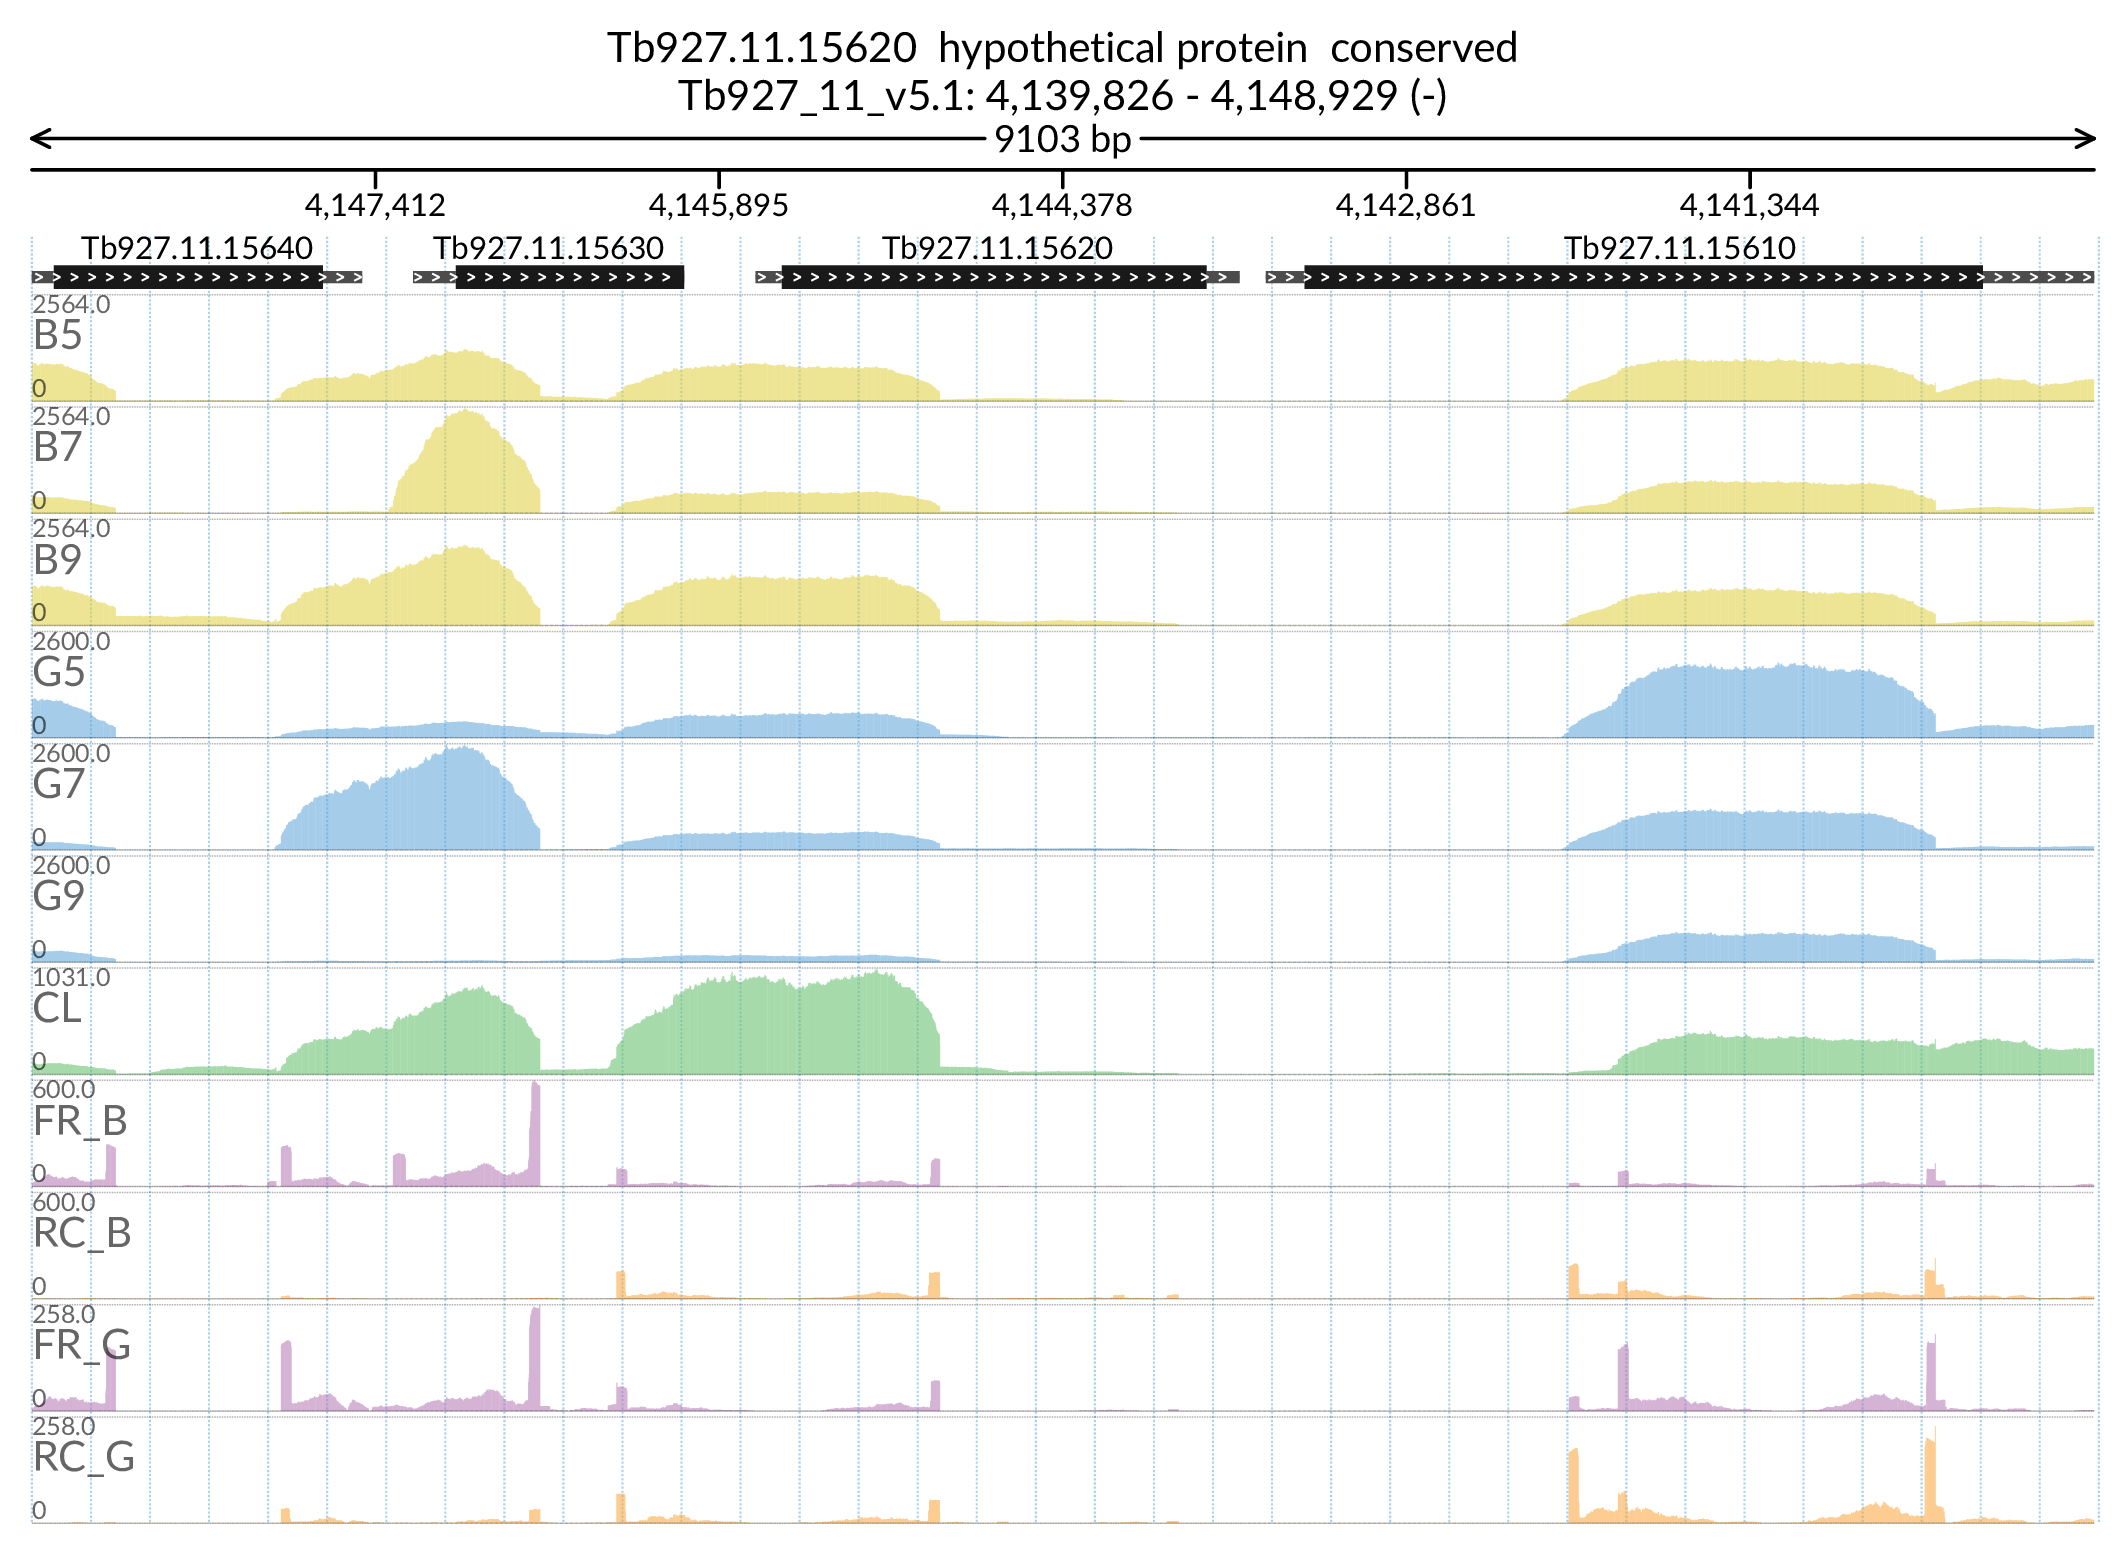 Tb927.11.15620 hypothetical protein conserved
Tb927_11_v5.1: 4,139,826 - 4,148,929 (-)
9103 bp
4,147,412 4,145,895 4,144,378 4,142,861 4,141,344
Tb927.11.15640 Tb927.11.15630 Tb927.11.15620 Tb927.11.15610
2564.0
B5
0
2564.0
B7
0
2564.0
B9
0
2600.0
G5
0
2600.0
G7
0
2600.0
G9
0
1031.0
CL
0
600.0
FR_B
0
600.0
RC_B
0
258.0
FR_G
0
258.0
RC_G
0